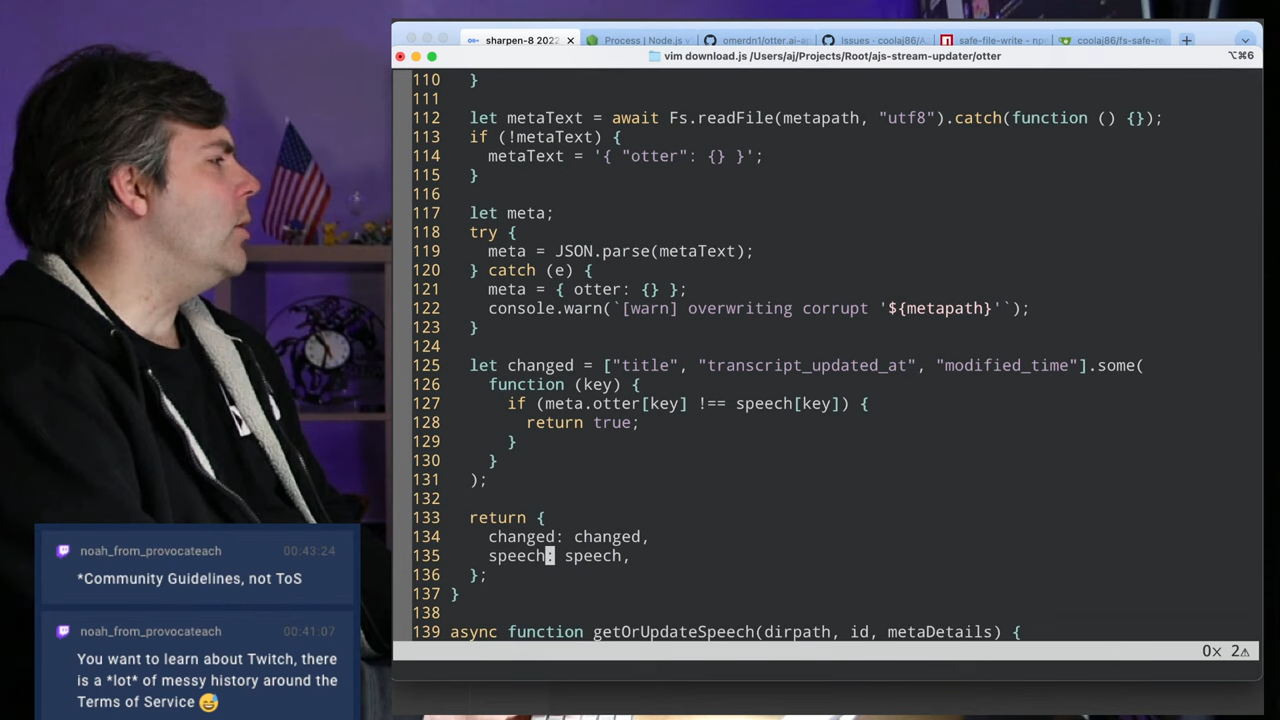 sharpen-8 2022
Process | Node.js v
omerdn1/otter.ai-ap
Issues · coolaj86/A
safe-file-write - npm
coolaj86/fs-safe-re
vim download.js /Users/aj/Projects/Root/ajs-stream-updater/otter
⌥⌘6
110 }
111
112 let metaText = await Fs.readFile(metapath, "utf8").catch(function () {});
113 if (!metaText) {
114 metaText = '{ "otter": {} }';
115 }
116
117 let meta;
118 try {
119 meta = JSON.parse(metaText);
120 } catch (e) {
121 meta = { otter: {} };
122 console.warn(`[warn] overwriting corrupt '${metapath}'`);
123 }
124
125 let changed = ["title", "transcript_updated_at", "modified_time"].some(
126 function (key) {
127 if (meta.otter[key] !== speech[key]) {
128 return true;
129 }
130 }
131 );
132
133 return {
134 changed: changed,
135 speech: speech,
136 };
137 }
138
139 async function getOrUpdateSpeech(dirpath, id, metaDetails) {
0× 2⚠
noah_from_provocateach 00:43:24
*Community Guidelines, not ToS
noah_from_provocateach 00:41:07
You want to learn about Twitch, there
is a *lot* of messy history around the
Terms of Service 😅